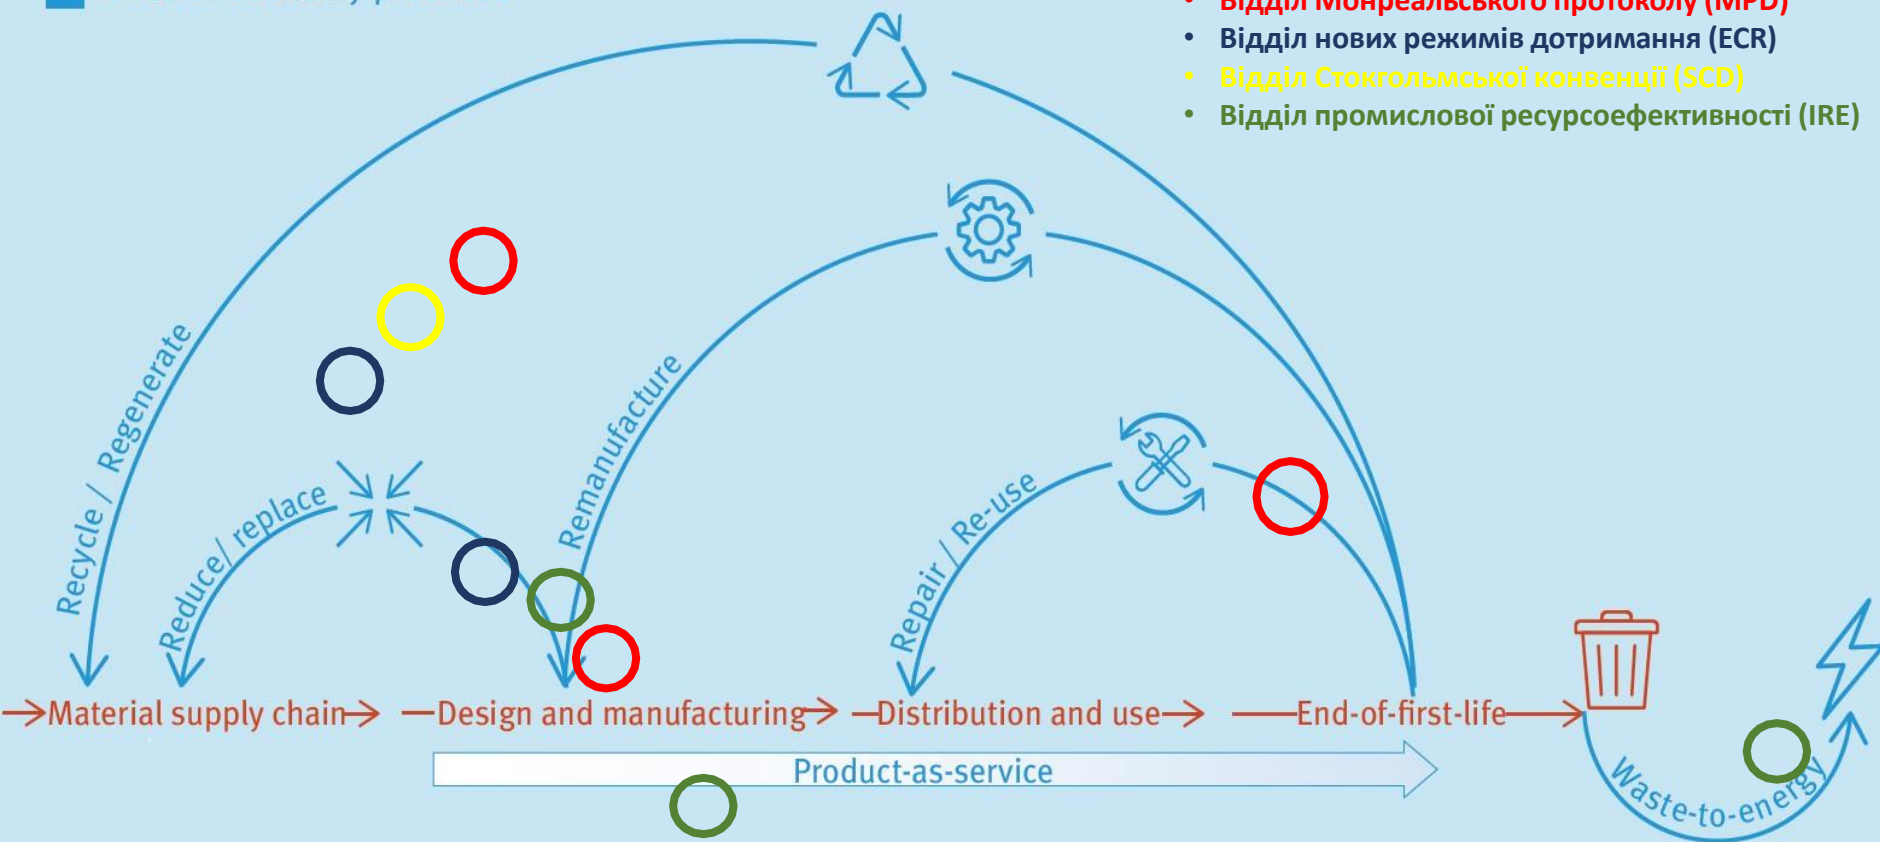 Відділ Монреальського протоколу (MPD)
• Відділ нових режимів дотримання (ECR)
• Відділ Стокгольмської конвенції (SCD)
• Відділ промислової ресурсоефективності (IRE)
Recycle / Regenerate
Reduce/ replace
Remanufacture
Repair / Re-use
Material supply chain
Design and manufacturing
Distribution and use
End-of-first-life
Product-as-service
Waste-to-energy